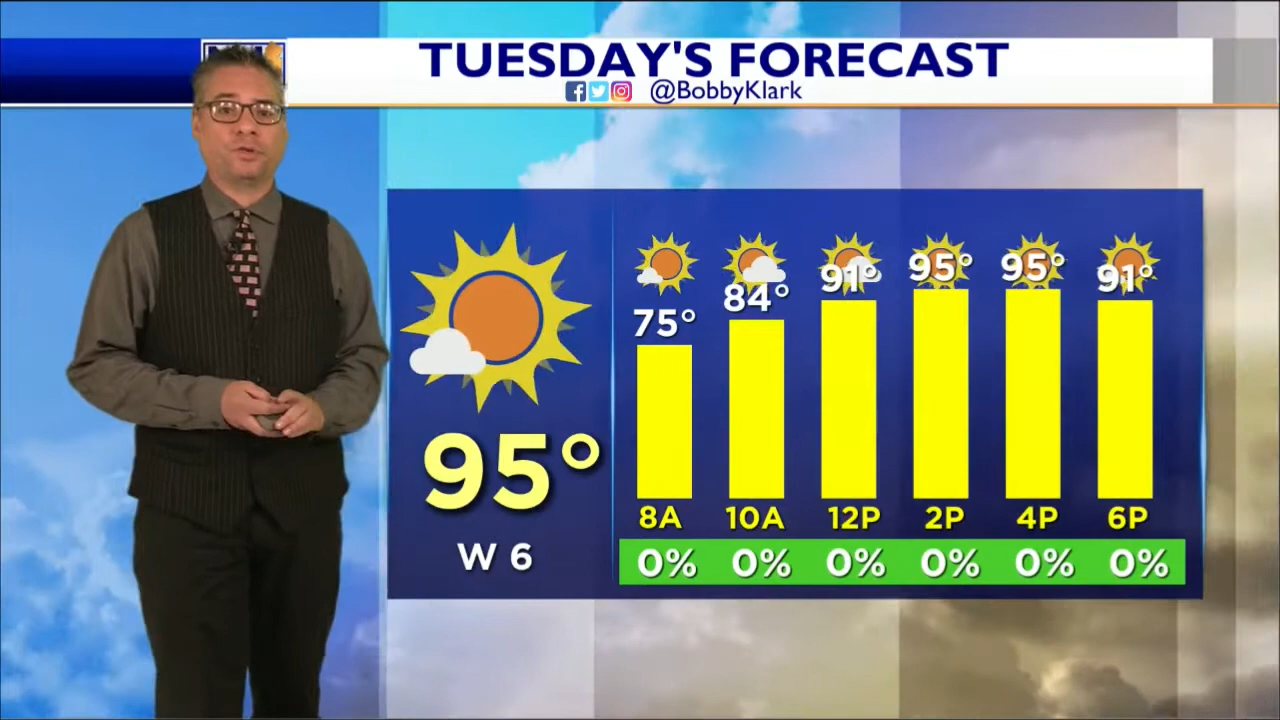 TUESDAY'S FORECAST
@BobbyKlark
75° 84° 91° 95° 95° 91°
95°
W 6
8A 10A 12P 2P 4P 6P
0% 0% 0% 0% 0% 0%